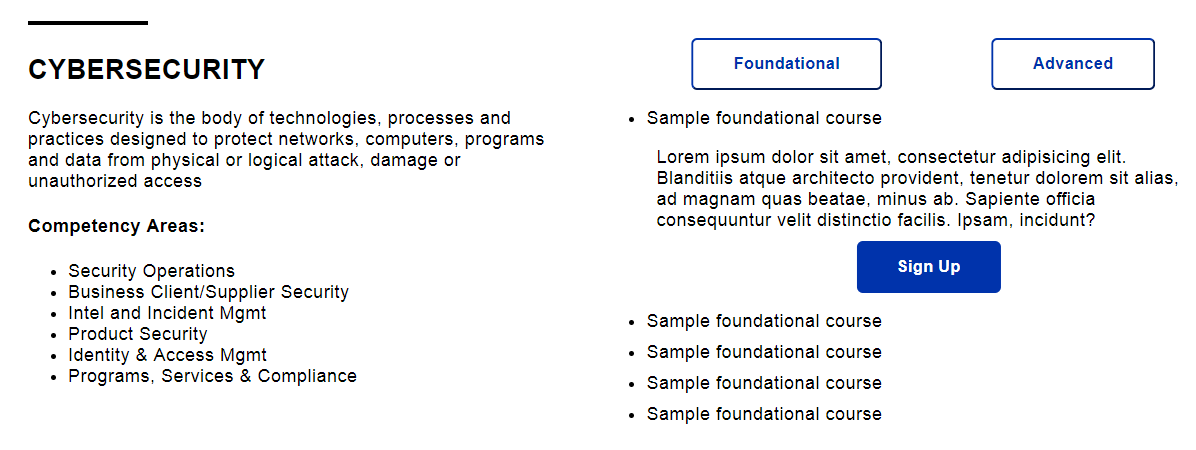 CYBERSECURITY
Cybersecurity is the body of technologies, processes and
practices designed to protect networks, computers, programs
and data from physical or logical attack, damage or
unauthorized access
Competency Areas:
• Security Operations
• Business Client/Supplier Security
• Intel and Incident Mgmt
• Product Security
• Identity & Access Mgmt
• Programs, Services & Compliance
Foundational
Advanced
• Sample foundational course
Lorem ipsum dolor sit amet, consectetur adipisicing elit.
Blanditiis atque architecto provident, tenetur dolorem sit alias,
ad magnam quas beatae, minus ab. Sapiente officia
consequuntur velit distinctio facilis. Ipsam, incidunt?
Sign Up
• Sample foundational course
• Sample foundational course
• Sample foundational course
• Sample foundational course